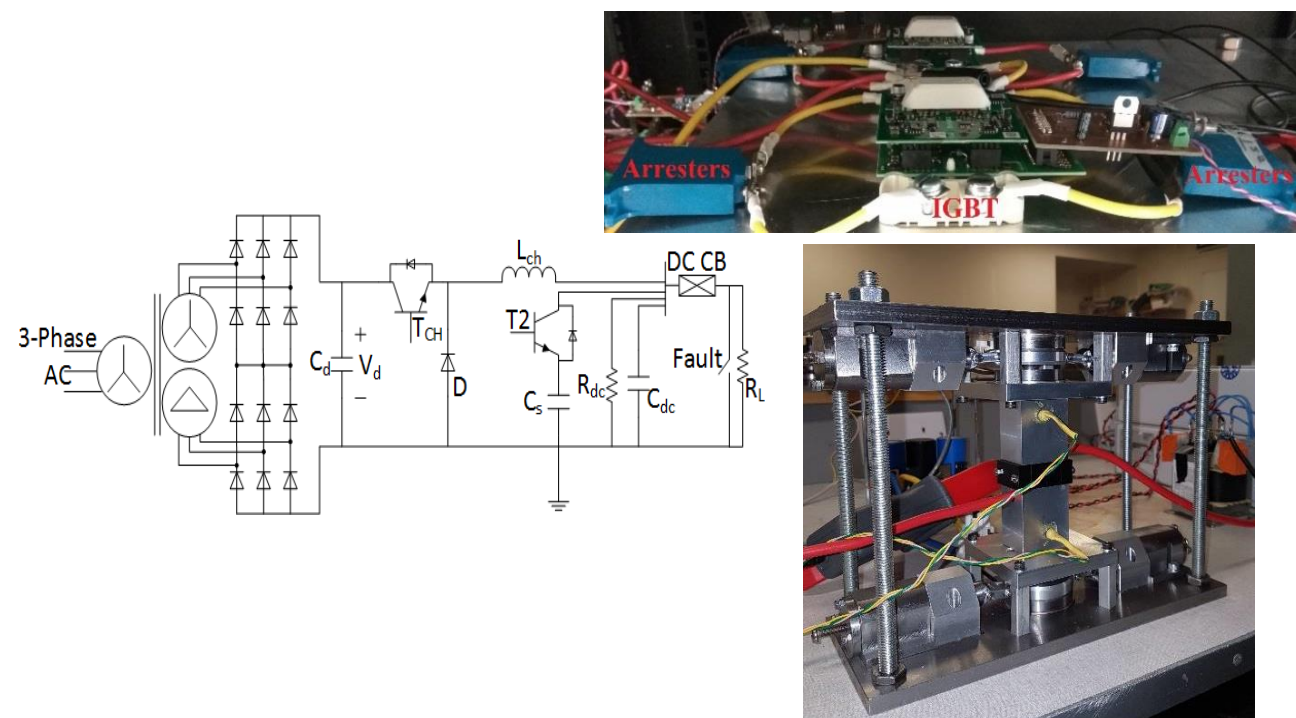 Arresters
Arresters
IGBT
L_ch
DC CB
T_CH
T2
3-Phase
AC
C_d
+
V_d
−
D
C_s
R_dc
C_dc
Fault
R_L